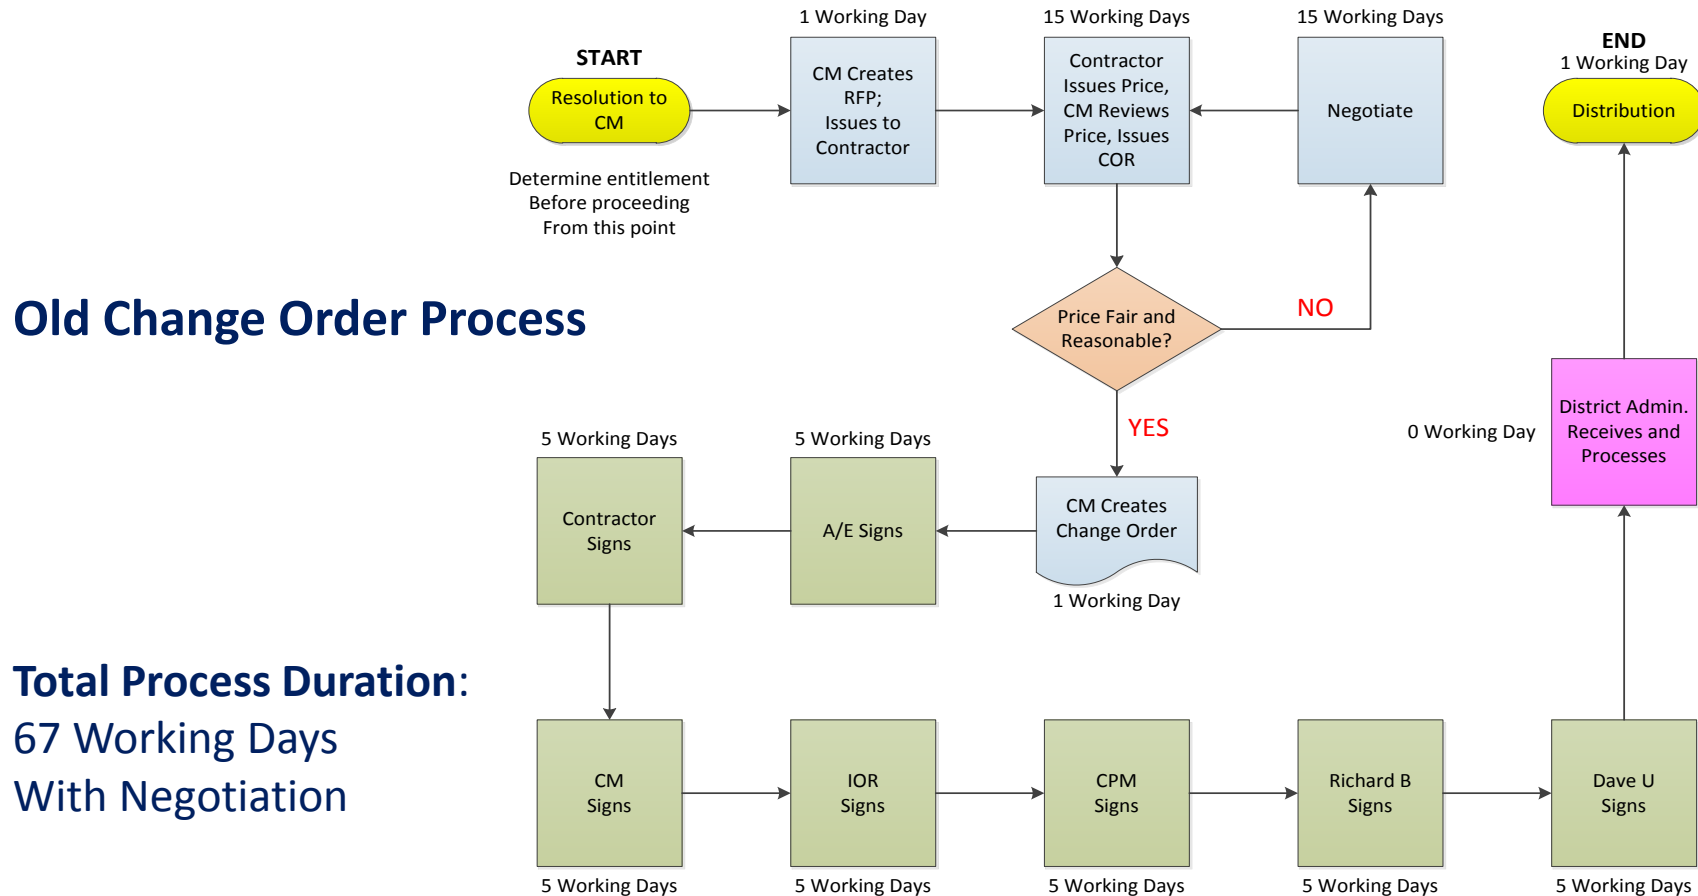 START
Resolution to
CM
Determine entitlement
Before proceeding
From this point
1 Working Day
CM Creates
RFP;
Issues to
Contractor
15 Working Days
Contractor
Issues Price,
CM Reviews
Price, Issues
COR
15 Working Days
Negotiate
END
1 Working Day
Distribution
Old Change Order Process
Price Fair and
Reasonable?
NO
YES
0 Working Day
District Admin.
Receives and
Processes
5 Working Days
Contractor
Signs
5 Working Days
A/E Signs
CM Creates
Change Order
1 Working Day
Total Process Duration:
67 Working Days
With Negotiation
CM
Signs
5 Working Days
IOR
Signs
5 Working Days
CPM
Signs
5 Working Days
Richard B
Signs
5 Working Days
Dave U
Signs
5 Working Days